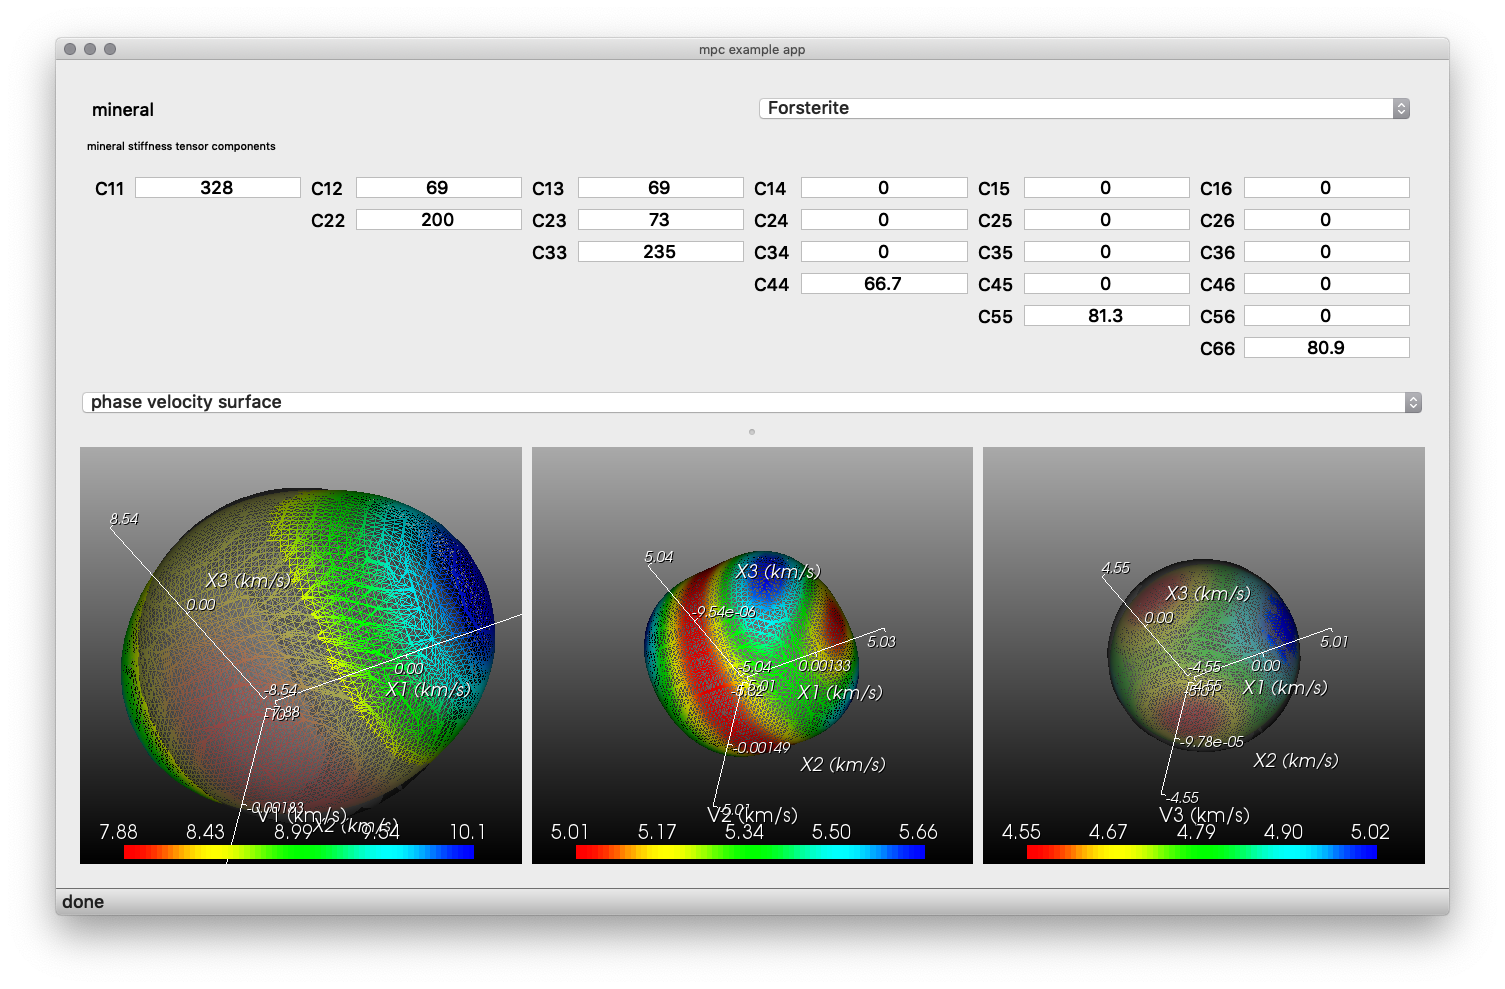 mpc example app
mineral
Forsterite
mineral stiffness tensor components
C11 328 C12 69 C13 69 C14 0 C15 0 C16 0
C22 200 C23 73 C24 0 C25 0 C26 0
C33 235 C34 0 C35 0 C36 0
C44 66.7 C45 0 C46 0
C55 81.3 C56 0
C66 80.9
phase velocity surface
8.54
X3 (km/s)
0.00
0.00
-8.54
X1 (km/s)
-7.88
-0.00183
V1 (km/s)
X2 (km/s)
7.88 8.43 8.99 9.54 10.1
5.04
X3 (km/s)
-9.54e-06
5.03
-5.04
0.00133
X1 (km/s)
-0.00149
X2 (km/s)
-5.01
V2 (km/s)
5.01 5.17 5.34 5.50 5.66
4.55
X3 (km/s)
0.00
5.01
-4.55
0.00
X1 (km/s)
-9.78e-05
X2 (km/s)
-4.55
V3 (km/s)
4.55 4.67 4.79 4.90 5.02
done